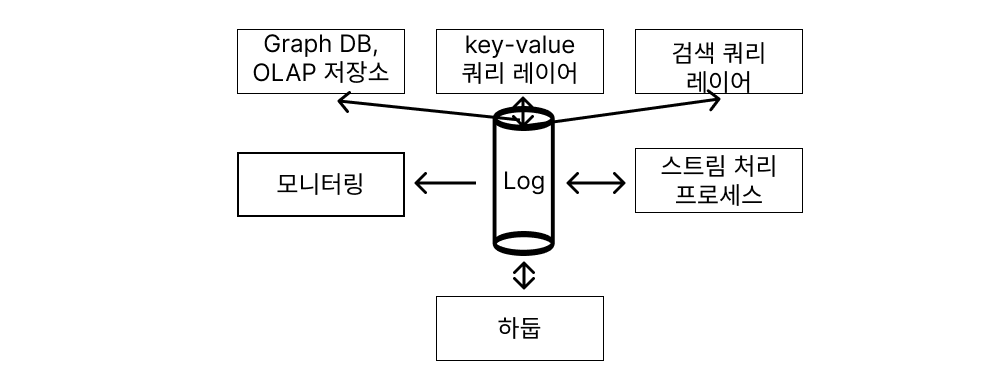 Graph DB,
OLAP 저장소
key-value
쿼리 레이어
검색 쿼리
레이어
모니터링
Log
스트림 처리
프로세스
하둡